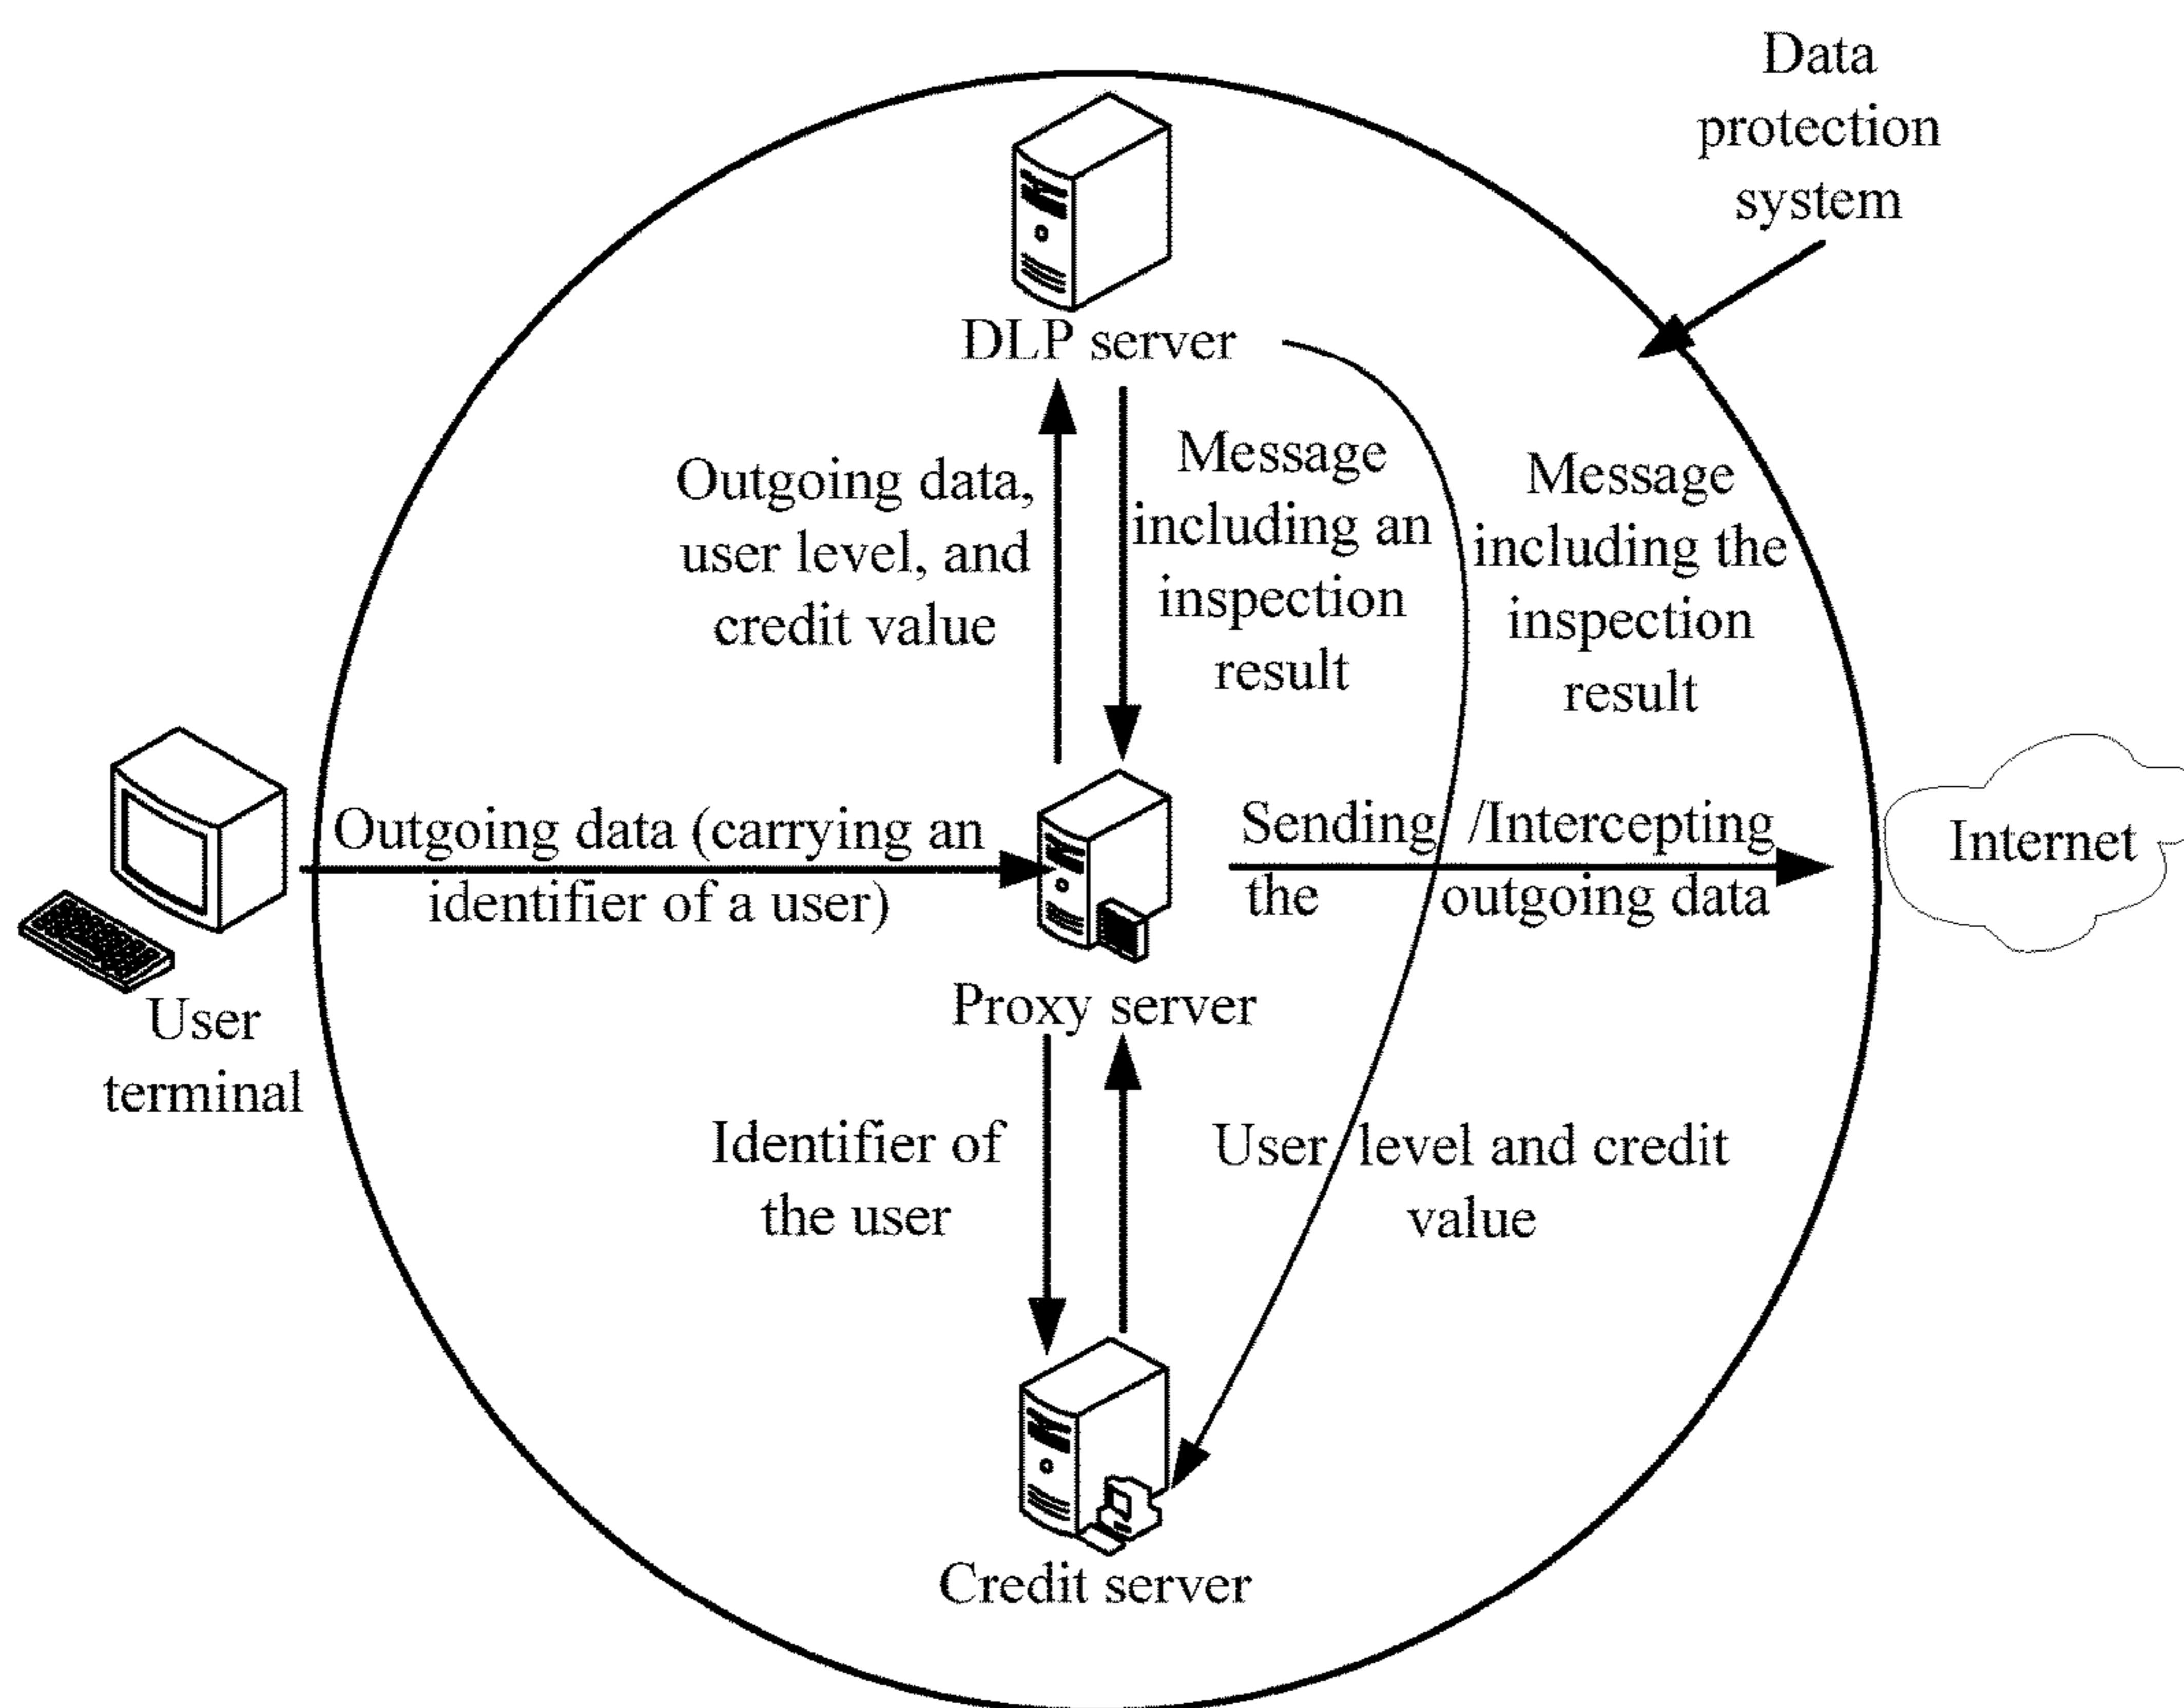 Data
protection
system
DLP server
Outgoing data,
user level, and
credit value
Message
including an
inspection
result
Message
including the
inspection
result
Outgoing data (carrying an
identifier of a user)
Sending /Intercepting
the outgoing data
Internet
User
terminal
Proxy server
Identifier of
the user
User level and credit
value
Credit server